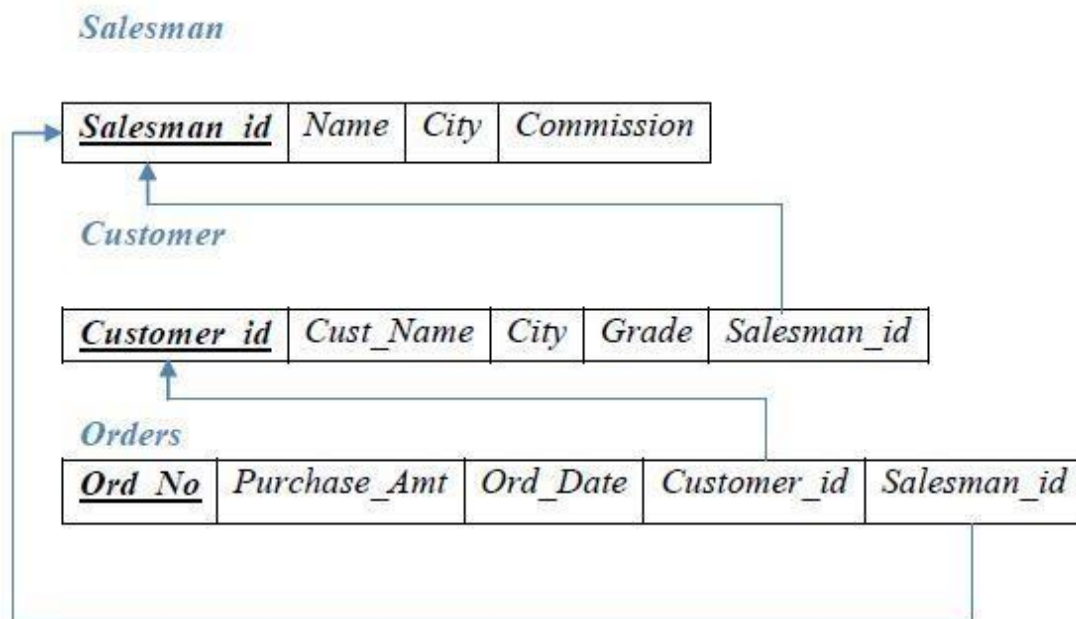 Salesman
Salesman_id Name City Commission
Customer
Customer_id Cust_Name City Grade Salesman_id
Orders
Ord_No Purchase_Amt Ord_Date Customer_id Salesman_id